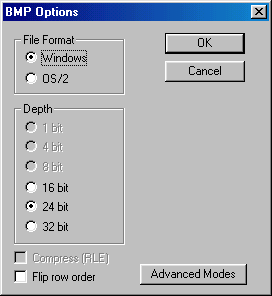 BMP Options
File Format
Windows
OS/2
OK
Cancel
Depth
1 bit
4 bit
8 bit
16 bit
24 bit
32 bit
Compress (RLE)
Flip row order
Advanced Modes